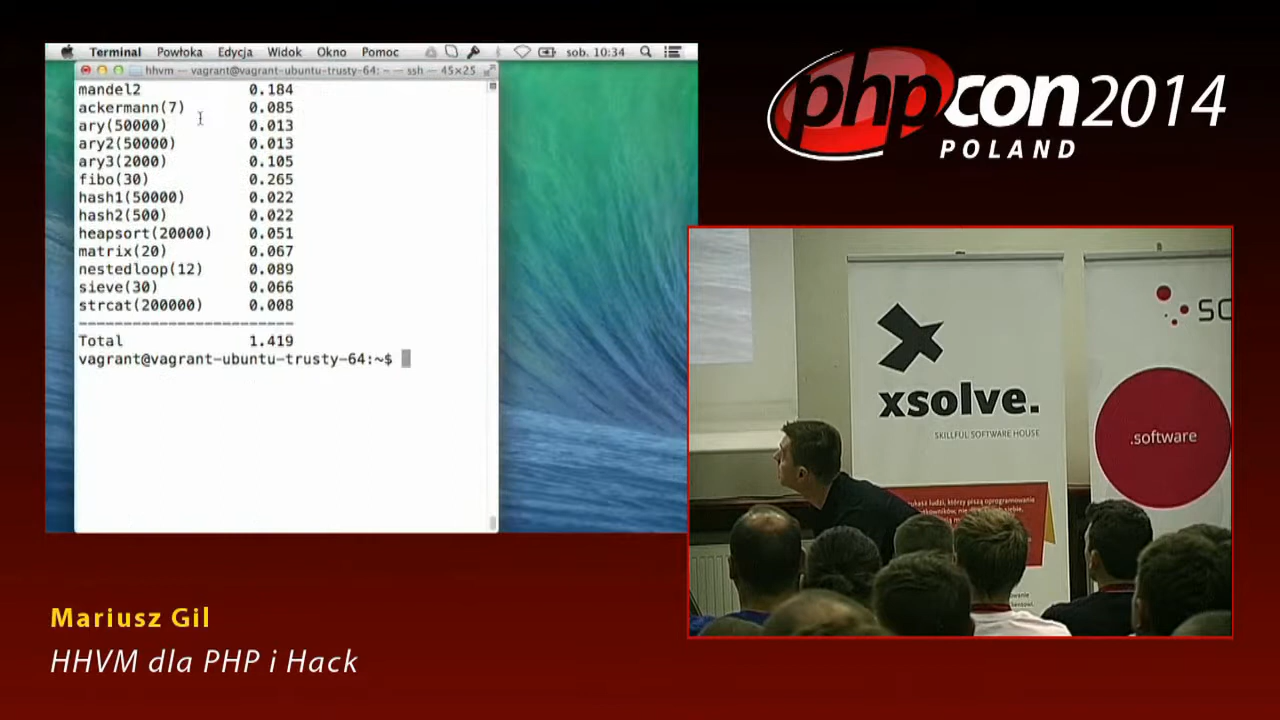 Terminal Powłoka Edycja Widok Okno Pomoc sob. 10:34
hhvm — vagrant@vagrant-ubuntu-trusty-64: ~ — ssh — 45×25
mandel2 0.184
ackermann(7) 0.085
ary(50000) 0.013
ary2(50000) 0.013
ary3(2000) 0.105
fibo(30) 0.265
hash1(50000) 0.022
hash2(500) 0.022
heapsort(20000) 0.051
matrix(20) 0.067
nestedloop(12) 0.089
sieve(30) 0.066
strcat(200000) 0.008
------------------------
Total 1.419
vagrant@vagrant-ubuntu-trusty-64:~$
phpcon2014
POLAND
xsolve.
SKILLFUL SOFTWARE HOUSE
ludzi, którzy piszą oprogramowanie
.software
Mariusz Gil
HHVM dla PHP i Hack